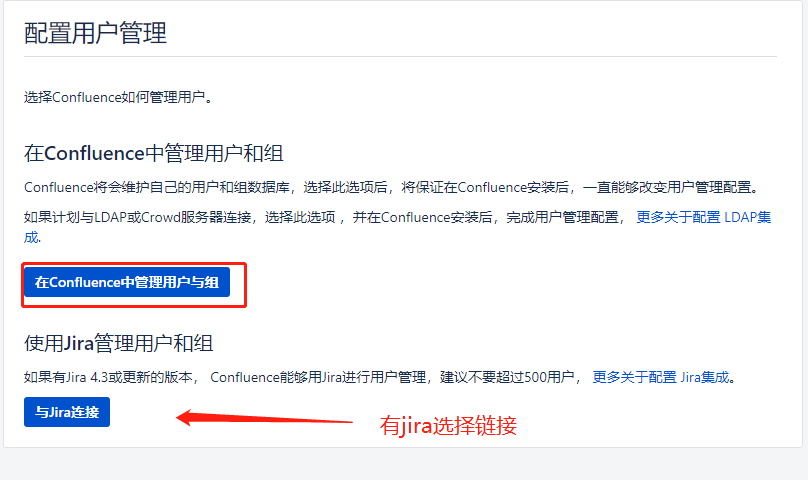 配置用户管理
选择Confluence如何管理用户。
在Confluence中管理用户和组
Confluence将会维护自己的用户和组数据库，选择此选项后，将保证在Confluence安装后，一直能够改变用户管理配置。
如果计划与LDAP或Crowd服务器连接，选择此选项 ，并在Confluence安装后，完成用户管理配置， 更多关于配置 LDAP集
成.
在Confluence中管理用户与组
使用Jira管理用户和组
如果有Jira 4.3或更新的版本， Confluence能够用Jira进行用户管理，建议不要超过500用户， 更多关于配置 Jira集成。
与Jira连接
有jira选择链接